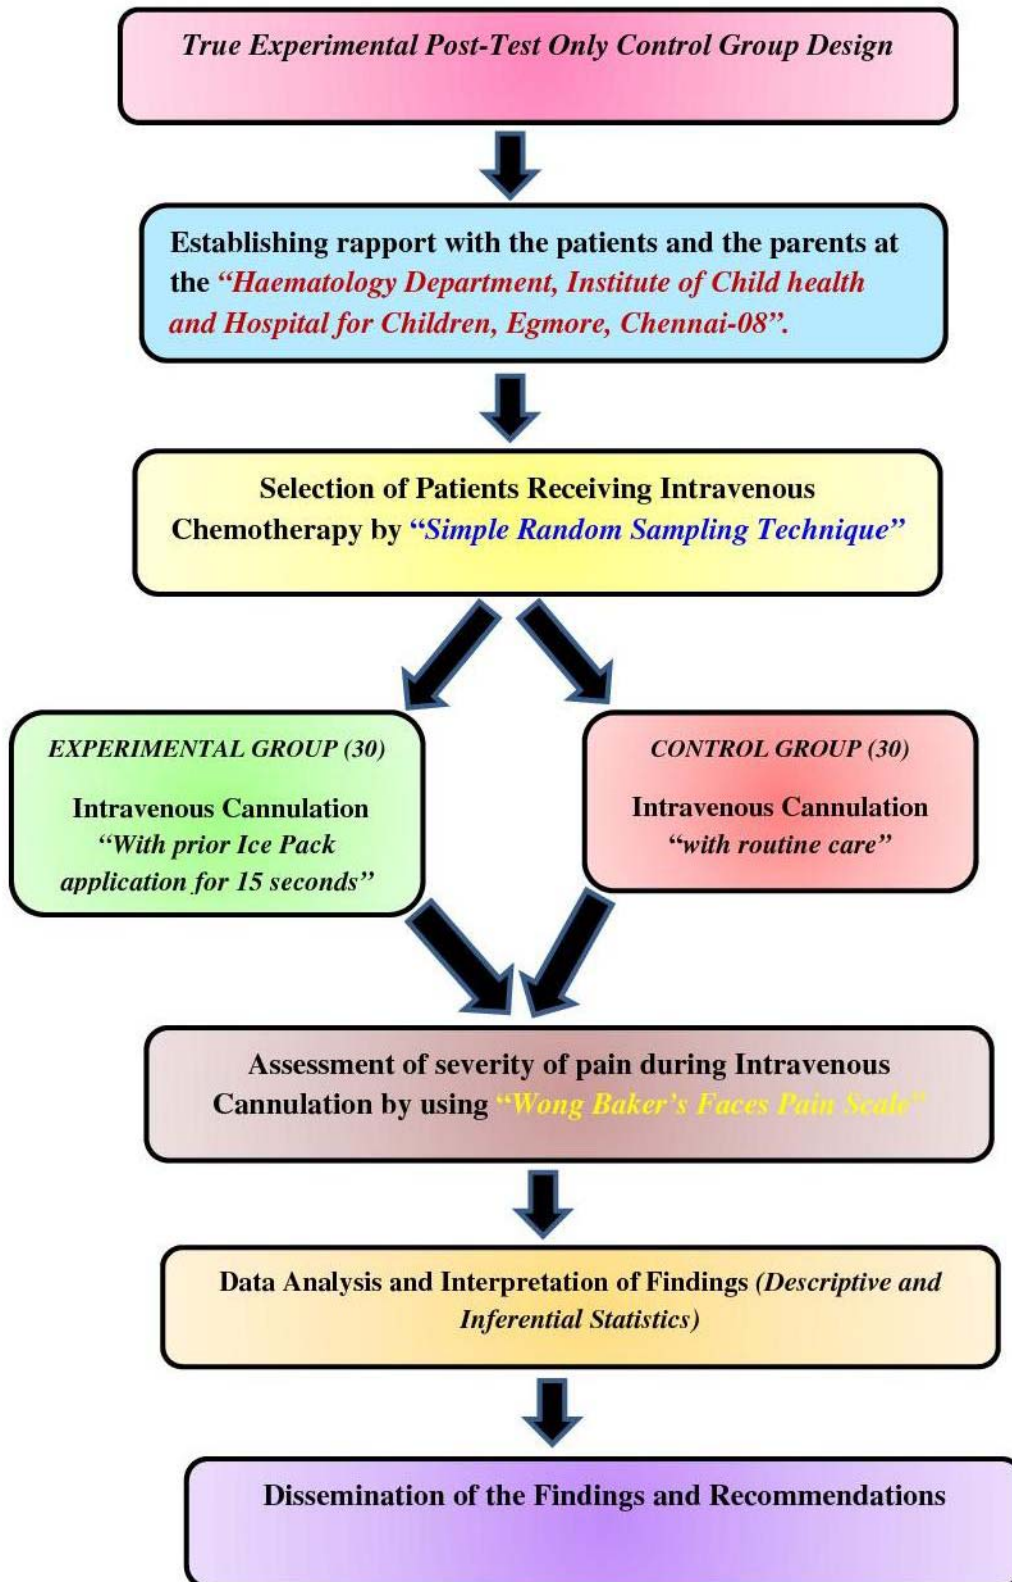 True Experimental Post-Test Only Control Group Design
Establishing rapport with the patients and the parents at
the “Haematology Department, Institute of Child health
and Hospital for Children, Egmore, Chennai-08”.
Selection of Patients Receiving Intravenous
Chemotherapy by “Simple Random Sampling Technique”
EXPERIMENTAL GROUP (30)
Intravenous Cannulation
“With prior Ice Pack
application for 15 seconds”
CONTROL GROUP (30)
Intravenous Cannulation
“with routine care”
Assessment of severity of pain during Intravenous
Cannulation by using “Wong Baker’s Faces Pain Scale”
Data Analysis and Interpretation of Findings (Descriptive and
Inferential Statistics)
Dissemination of the Findings and Recommendations